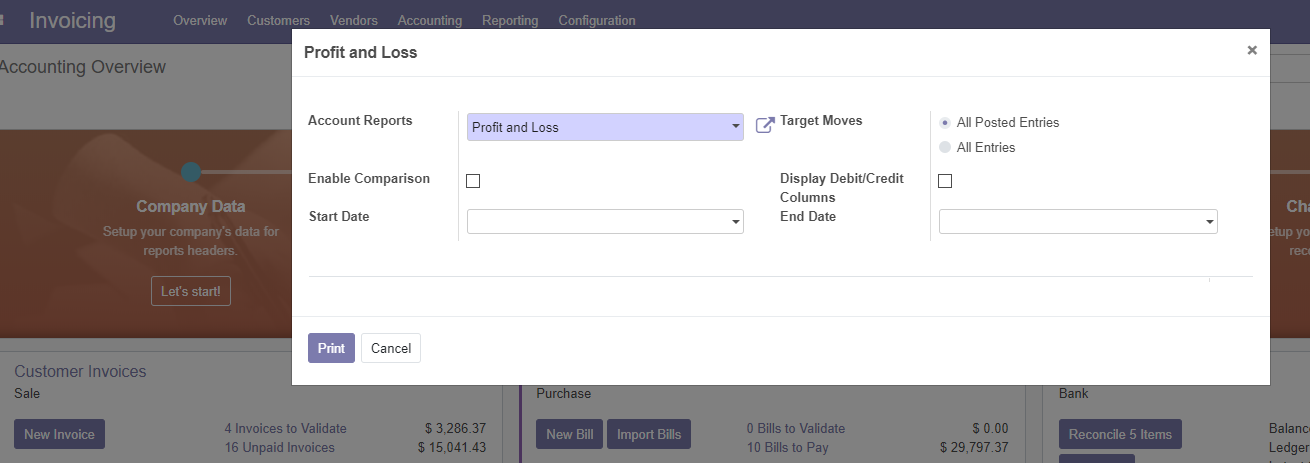 Invoicing
Overview Customers Vendors Accounting Reporting Configuration
Accounting Overview
Profit and Loss
×
Account Reports
Profit and Loss
Target Moves
All Posted Entries
All Entries
Enable Comparison
Display Debit/Credit
Columns
Start Date
End Date
Company Data
Setup your company's data for
reports headers.
Let's start!
Print Cancel
Customer Invoices
Sale
New Invoice
4 Invoices to Validate $ 3,286.37
16 Unpaid Invoices $ 15,041.43
Purchase
New Bill Import Bills
0 Bills to Validate $ 0.00
10 Bills to Pay $ 29,797.37
Bank
Reconcile 5 Items
Balanc
Ledger